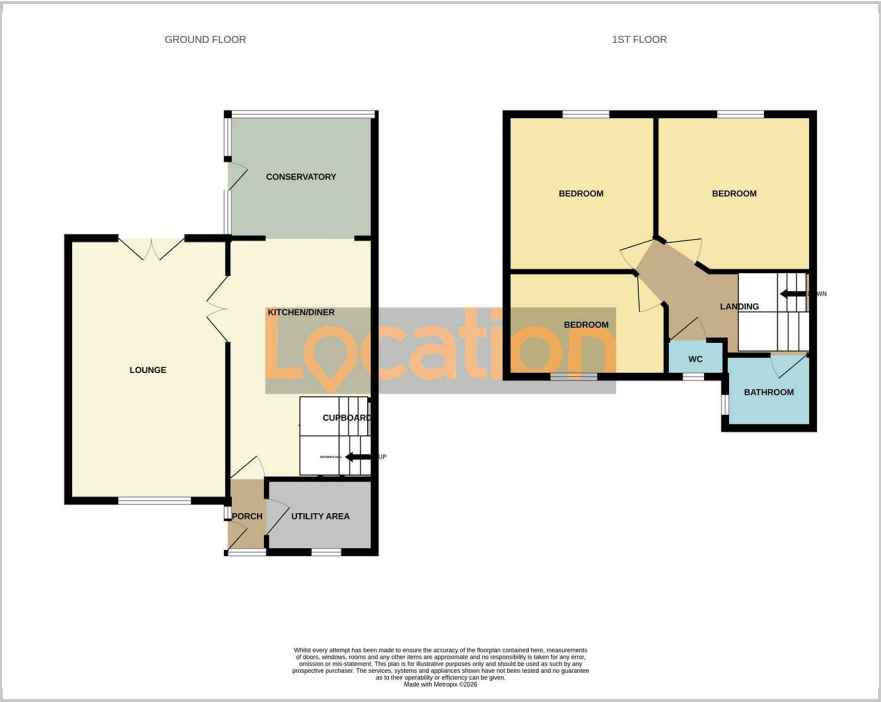 GROUND FLOOR
1ST FLOOR
CONSERVATORY
BEDROOM
BEDROOM
KITCHEN/DINER
LOUNGE
LANDING
DOWN
BEDROOM
WC
BATHROOM
Location
CUPBOARD
ENTRANCE HALL
UP
PORCH
UTILITY AREA
Whilst every attempt has been made to ensure the accuracy of the floorplan contained here, measurements
of doors, windows, rooms and any other items are approximate and no responsibility is taken for any error,
omission or mis-statement. This plan is for illustrative purposes only and should be used as such by any
prospective purchaser. The services, systems and appliances shown have not been tested and no guarantee
as to their operability or efficiency can be given.
Made with Metropix ©2026